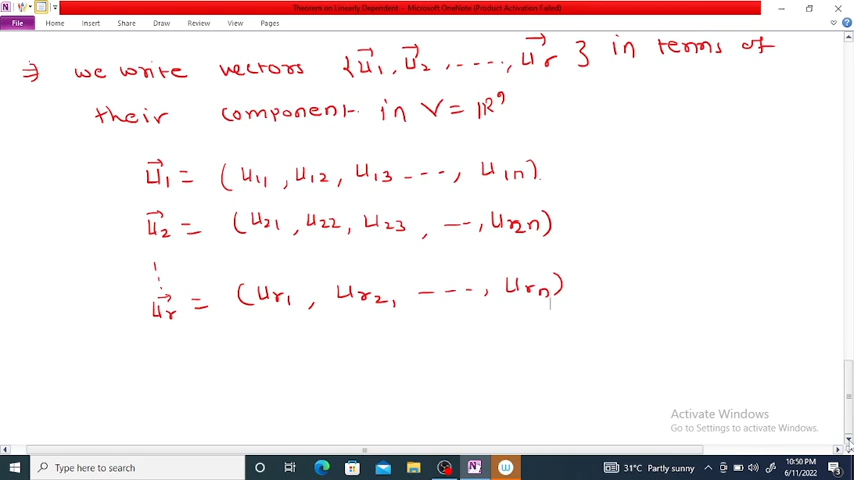 Theorem on Linearly Dependent - Microsoft OneNote (Product Activation Failed)
File Home Insert Draw History Review View Pages
⇒ we write vectors {u⃗1, u⃗2, ----, u⃗r} in terms of
their component. in V = ℝⁿ
u⃗1 = (u11, u12, u13 ----, u1n).
u⃗2 = (u21, u22, u23, ---, ur2n)
⋮
u⃗r = (ur1, ur2, ----, urn)
Activate Windows
Go to Settings to activate Windows.
Type here to search
31°C Partly sunny
10:50 PM
6/11/2022
3